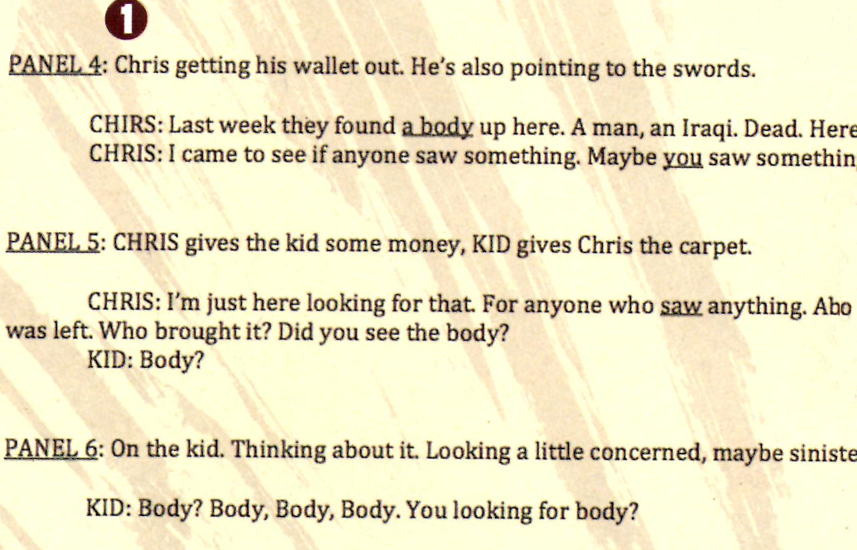 1
PANEL 4: Chris getting his wallet out. He's also pointing to the swords.
CHIRS: Last week they found a body up here. A man, an Iraqi. Dead. Here
CHRIS: I came to see if anyone saw something. Maybe you saw somethin
PANEL 5: CHRIS gives the kid some money, KID gives Chris the carpet.
CHRIS: I'm just here looking for that. For anyone who saw anything. Abo
was left. Who brought it? Did you see the body?
KID: Body?
PANEL 6: On the kid. Thinking about it. Looking a little concerned, maybe siniste
KID: Body? Body, Body, Body. You looking for body?